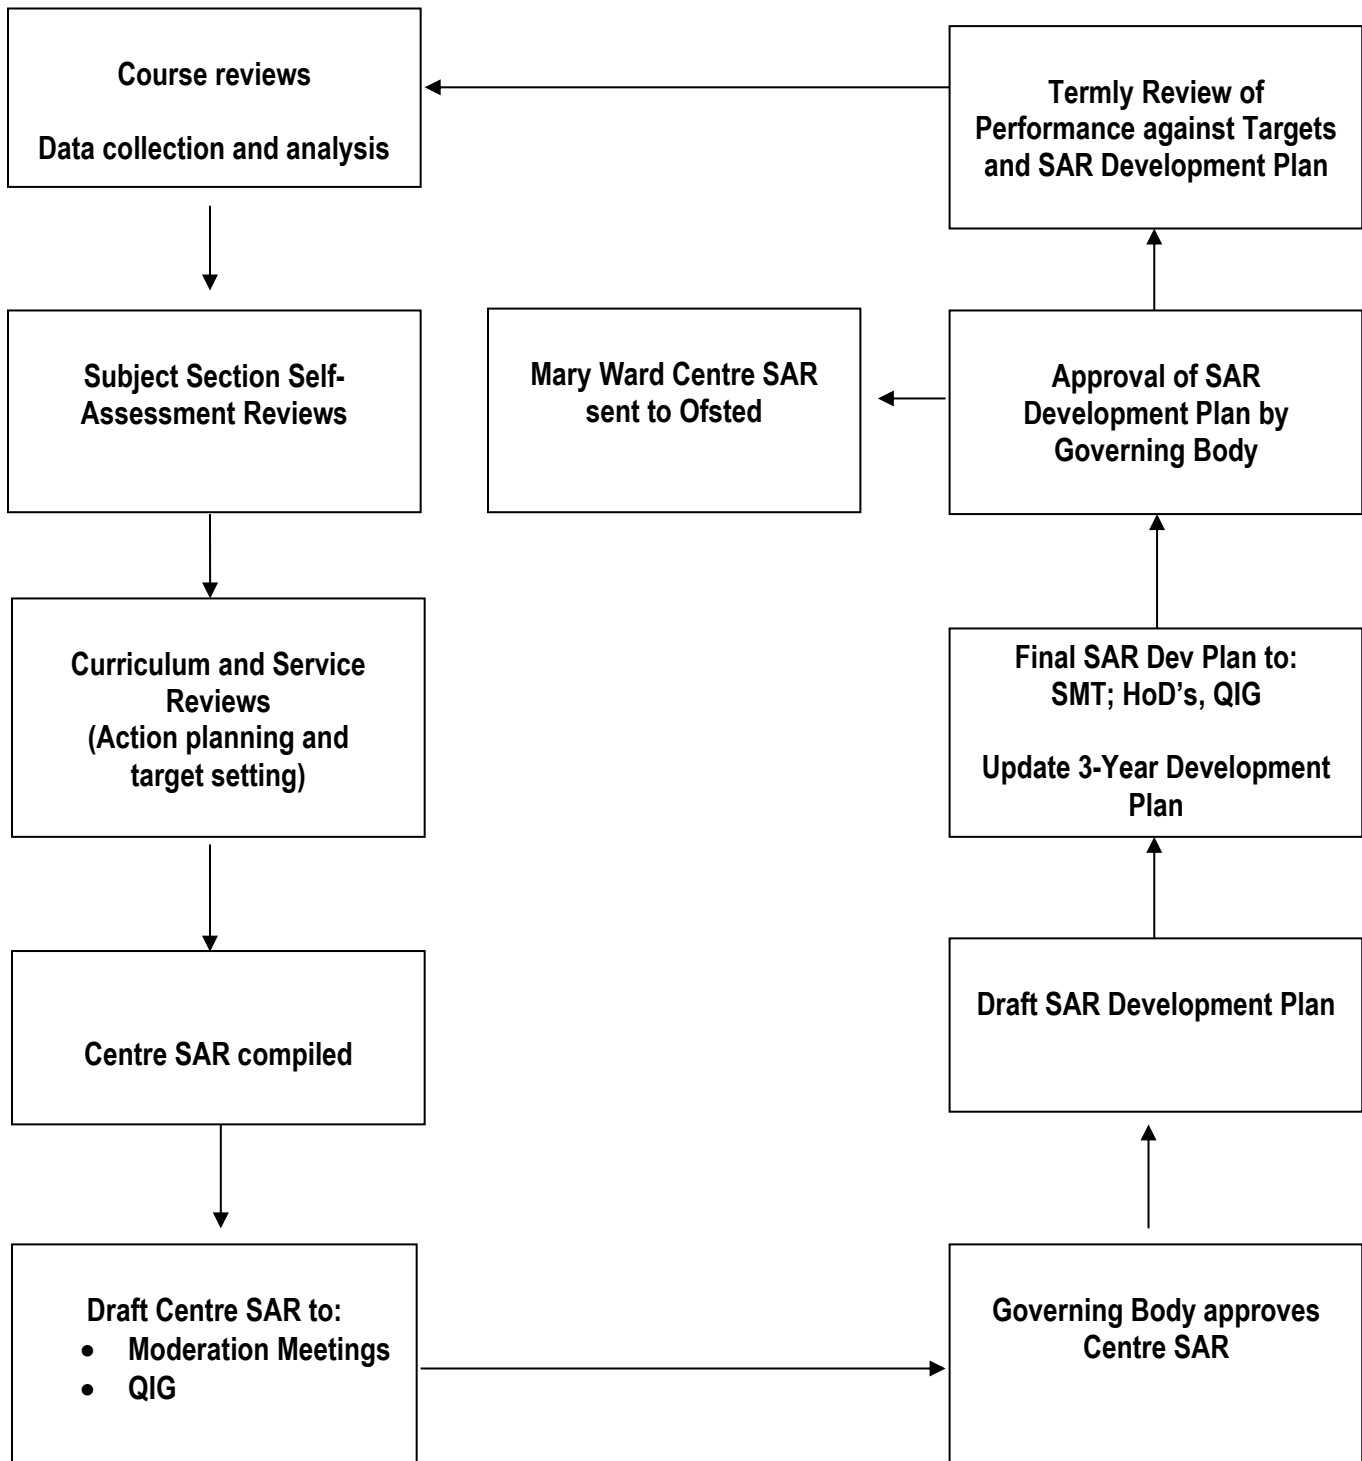 Course reviews
Data collection and analysis
Termly Review of
Performance against Targets
and SAR Development Plan
Subject Section Self-
Assessment Reviews
Mary Ward Centre SAR
sent to Ofsted
Approval of SAR
Development Plan by
Governing Body
Curriculum and Service
Reviews
(Action planning and
target setting)
Final SAR Dev Plan to:
SMT; HoD’s, QIG
Update 3-Year Development
Plan
Centre SAR compiled
Draft SAR Development Plan
Draft Centre SAR to:
• Moderation Meetings
• QIG
Governing Body approves
Centre SAR